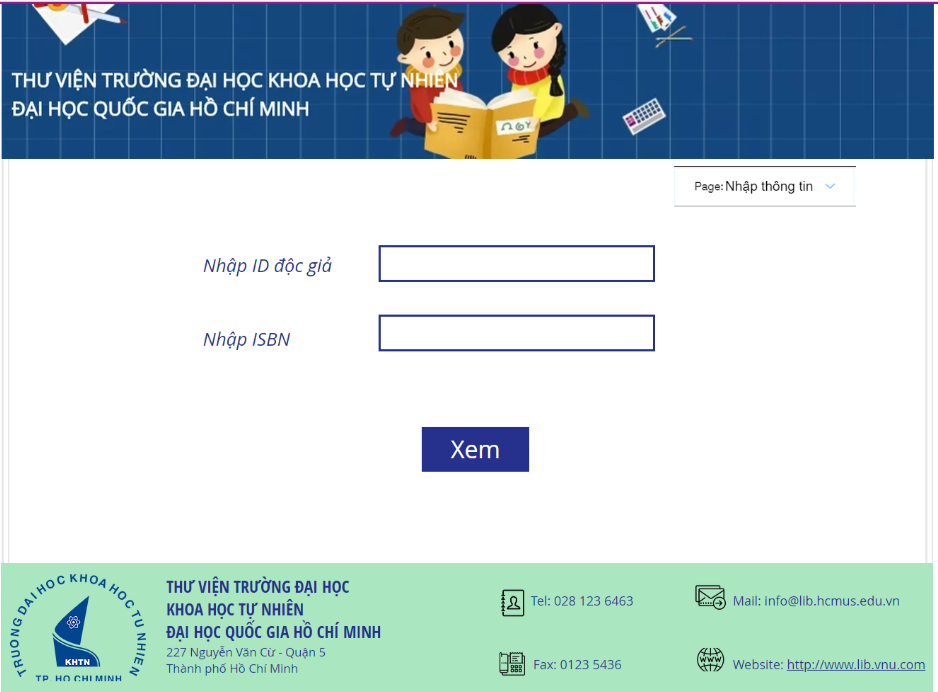 THƯ VIỆN TRƯỜNG ĐẠI HỌC KHOA HỌC TỰ NHIÊN
ĐẠI HỌC QUỐC GIA HỒ CHÍ MINH
Page: Nhập thông tin
Nhập ID độc giả
Nhập ISBN
Xem
TRUONG DAI HOC KHOA HOC TU NHIEN
KHTN
TP. HO CHI MINH
THƯ VIỆN TRƯỜNG ĐẠI HỌC
KHOA HỌC TỰ NHIÊN
ĐẠI HỌC QUỐC GIA HỒ CHÍ MINH
227 Nguyễn Văn Cừ - Quận 5
Thành phố Hồ Chí Minh
Tel: 028 123 6463
Fax: 0123 5436
Mail: info@lib.hcmus.edu.vn
WWW
Website: http://www.lib.vnu.com